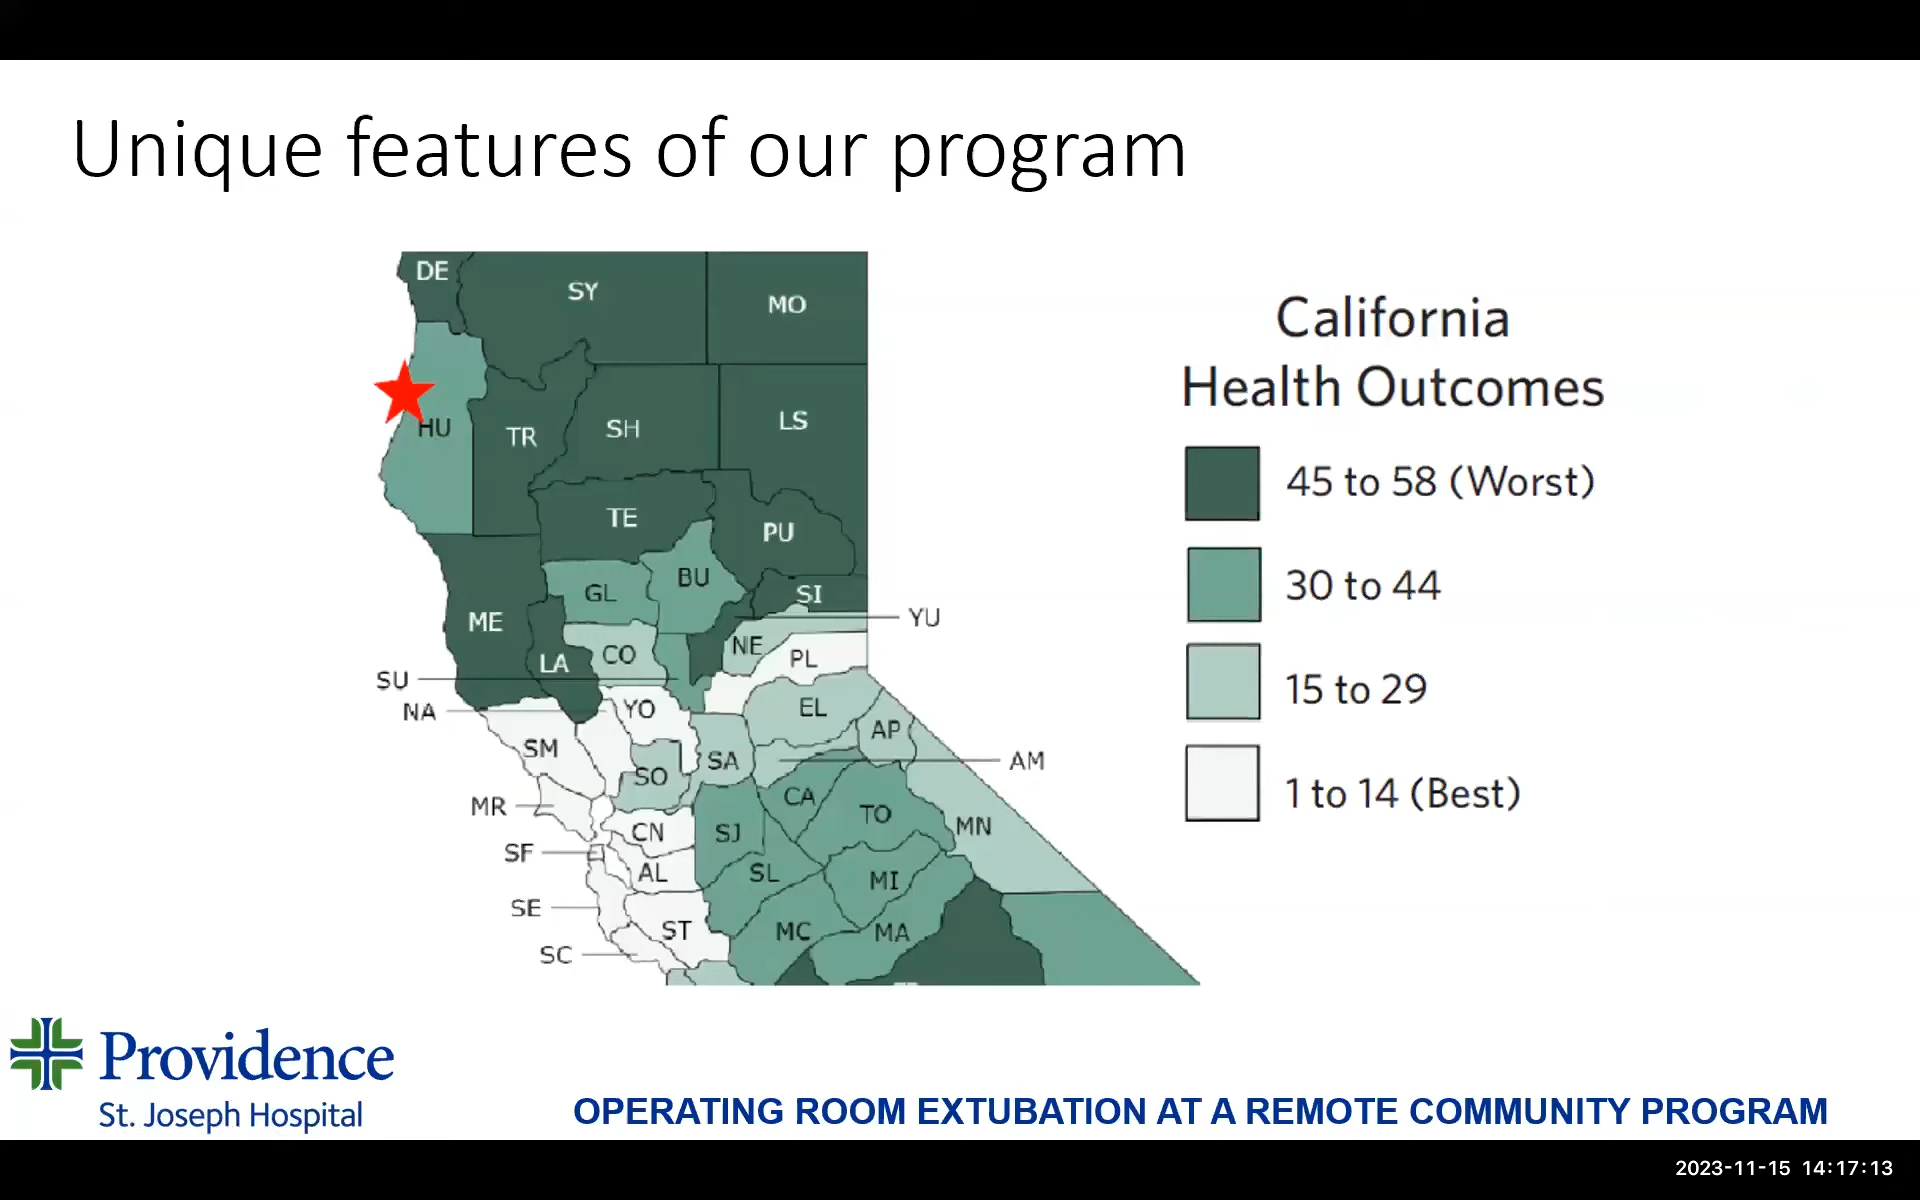 Unique features of our program
DE
SY
MO
HU
TR
SH
LS
TE
PU
GL
BU
SI
YU
ME
NE
CO
PL
LA
SU
NA
YO
EL
AP
SM
SA
AM
SO
CA
MR
TO
CN
SJ
MN
SF
AL
SL
MI
SE
ST
MC
MA
SC
California
Health Outcomes
45 to 58 (Worst)
30 to 44
15 to 29
1 to 14 (Best)
Providence
St. Joseph Hospital
OPERATING ROOM EXTUBATION AT A REMOTE COMMUNITY PROGRAM
2023-11-15 14:17:13